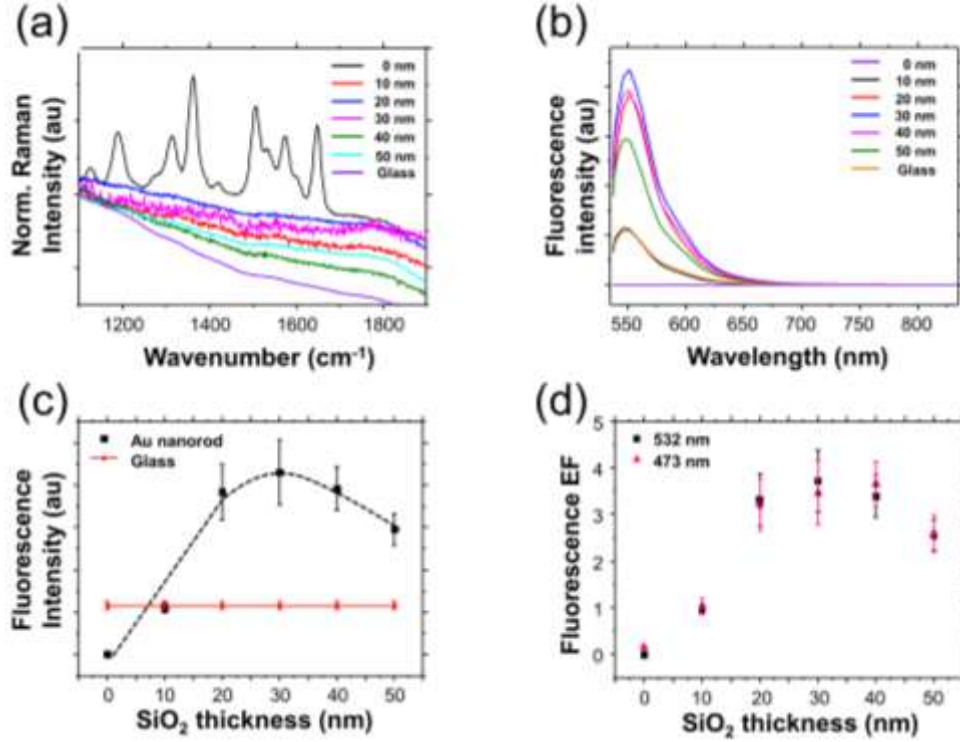 (a)
Norm. Raman
Intensity (au)
0 nm
10 nm
20 nm
30 nm
40 nm
50 nm
Glass
1200
1400
1600
1800
Wavenumber (cm⁻¹)
(b)
Fluorescence
intensity (au)
0 nm
10 nm
20 nm
30 nm
40 nm
50 nm
Glass
550
600
650
700
750
800
Wavelength (nm)
(c)
Fluorescence
Intensity (au)
Au nanorod
Glass
0
10
20
30
40
50
SiO₂ thickness (nm)
(d)
Fluorescence EF
532 nm
473 nm
5
4
3
2
1
0
0
10
20
30
40
50
SiO₂ thickness (nm)